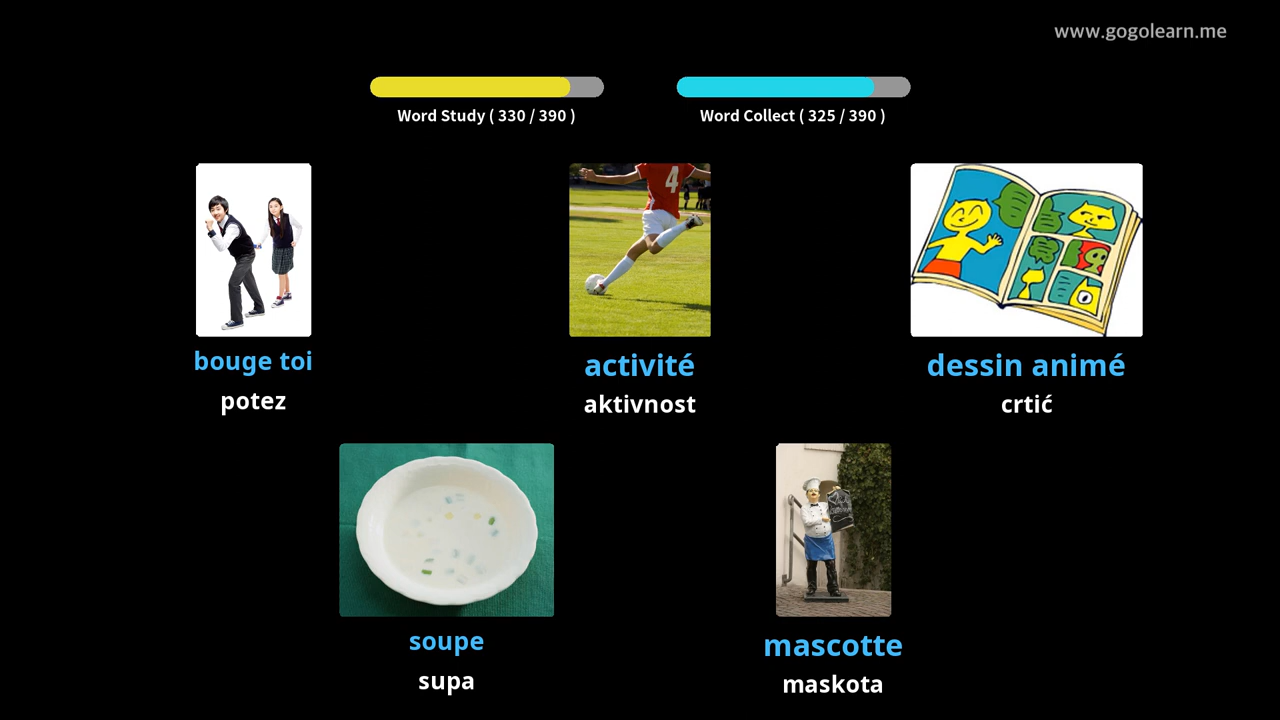 www.gogolearn.me
Word Study ( 330 / 390 )
Word Collect ( 325 / 390 )
4
bouge toi
potez
activité
aktivnost
dessin animé
crtić
soupe
supa
mascotte
maskota